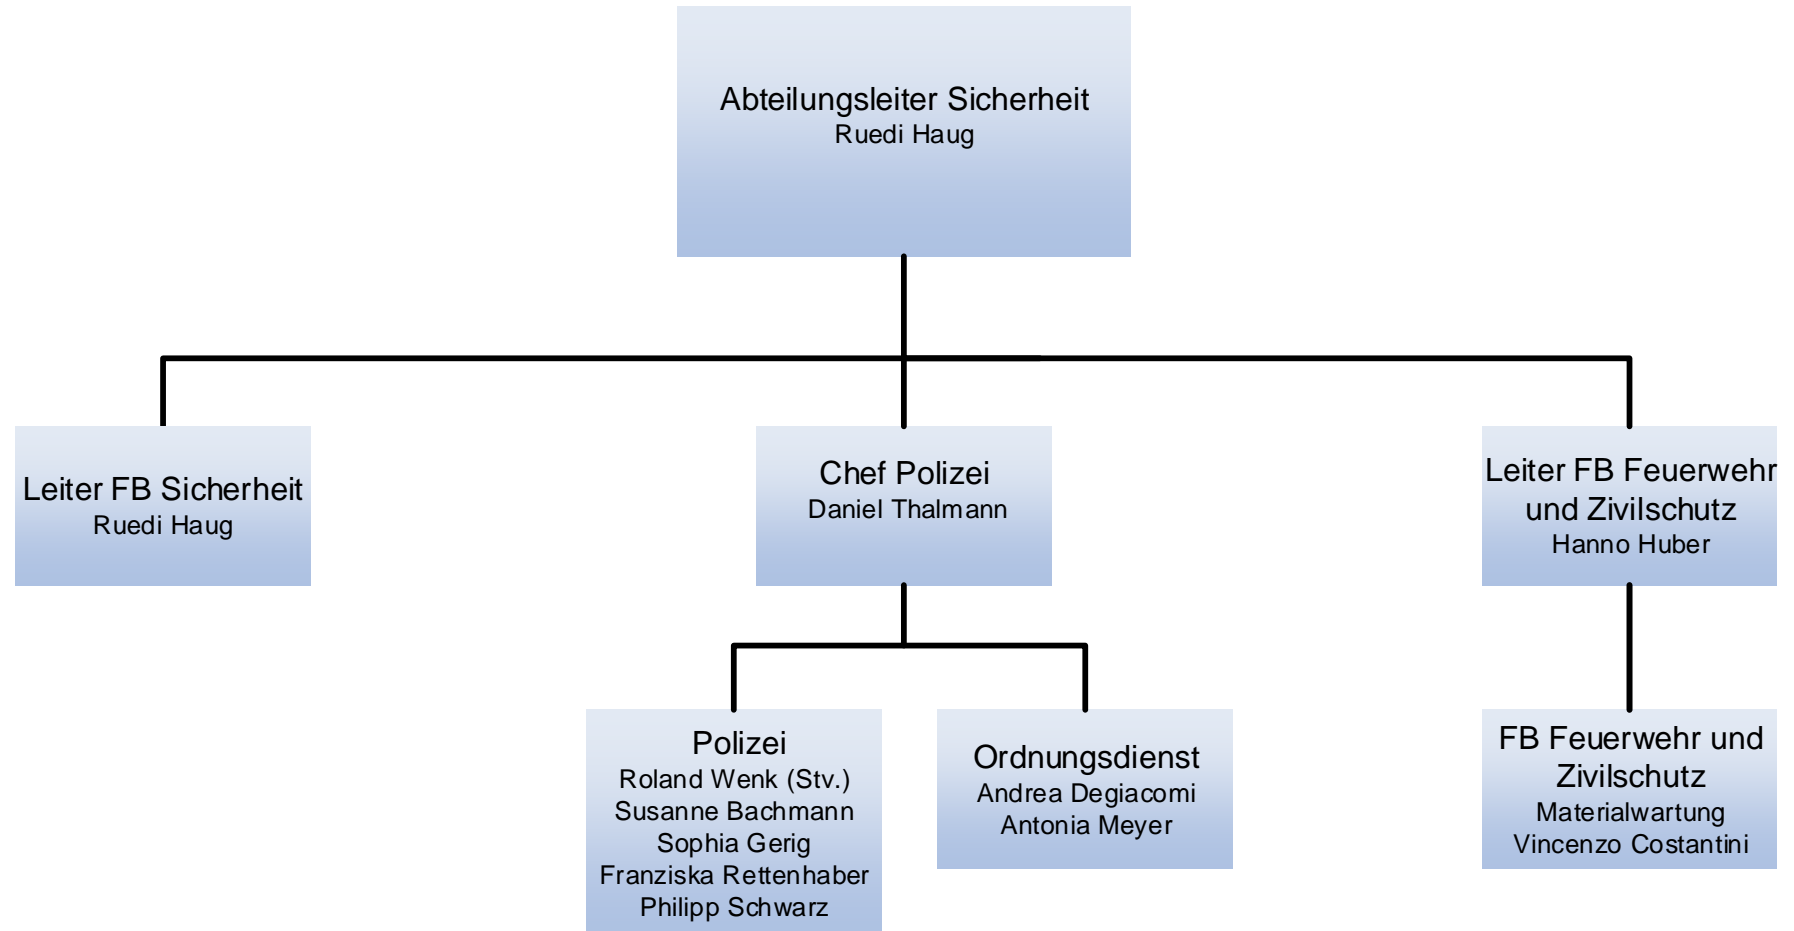 Abteilungsleiter Sicherheit
Ruedi Haug
Leiter FB Sicherheit
Ruedi Haug
Chef Polizei
Daniel Thalmann
Leiter FB Feuerwehr
und Zivilschutz
Hanno Huber
Polizei
Roland Wenk (Stv.)
Susanne Bachmann
Sophia Gerig
Franziska Rettenhaber
Philipp Schwarz
Ordnungsdienst
Andrea Degiacomi
Antonia Meyer
FB Feuerwehr und
Zivilschutz
Materialwartung
Vincenzo Costantini